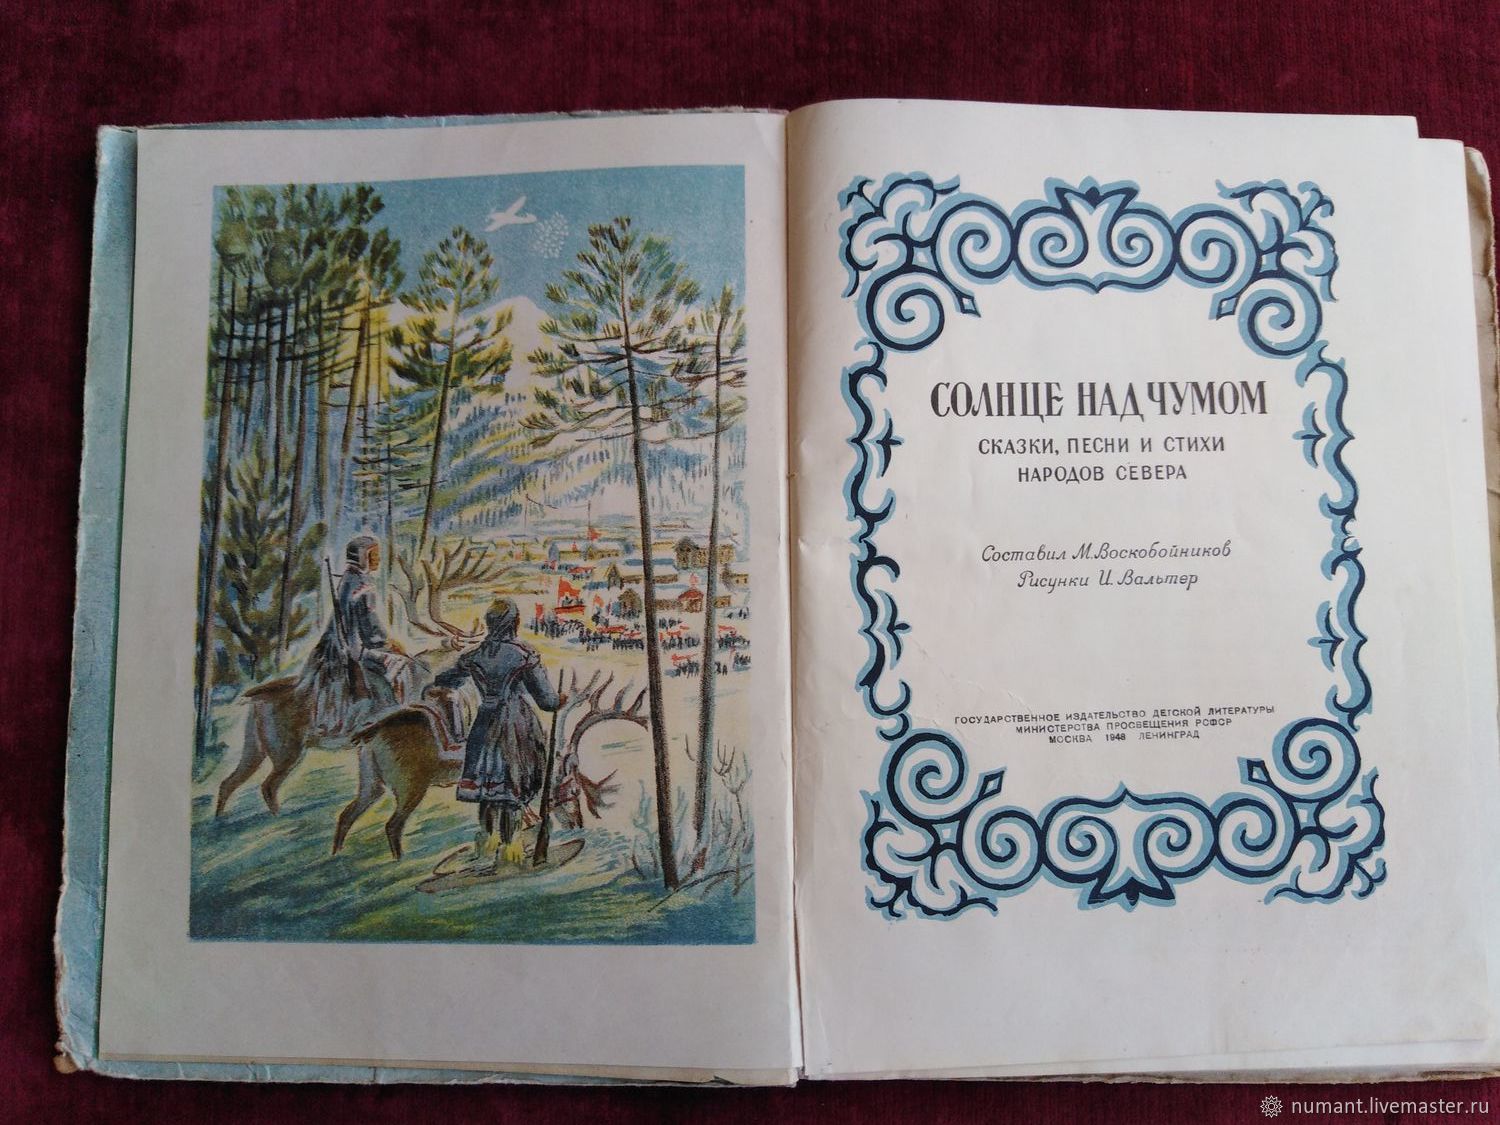 СОЛНЦЕ НАД ЧУМОМ
СКАЗКИ, ПЕСНИ И СТИХИ
НАРОДОВ СЕВЕРА
Составил М. Воскобойников
Рисунки И. Вальтер
ГОСУДАРСТВЕННОЕ ИЗДАТЕЛЬСТВО ДЕТСКОЙ ЛИТЕРАТУРЫ
МИНИСТЕРСТВА ПРОСВЕЩЕНИЯ РСФСР
МОСКВА 1948 ЛЕНИНГРАД
numant.livemaster.ru